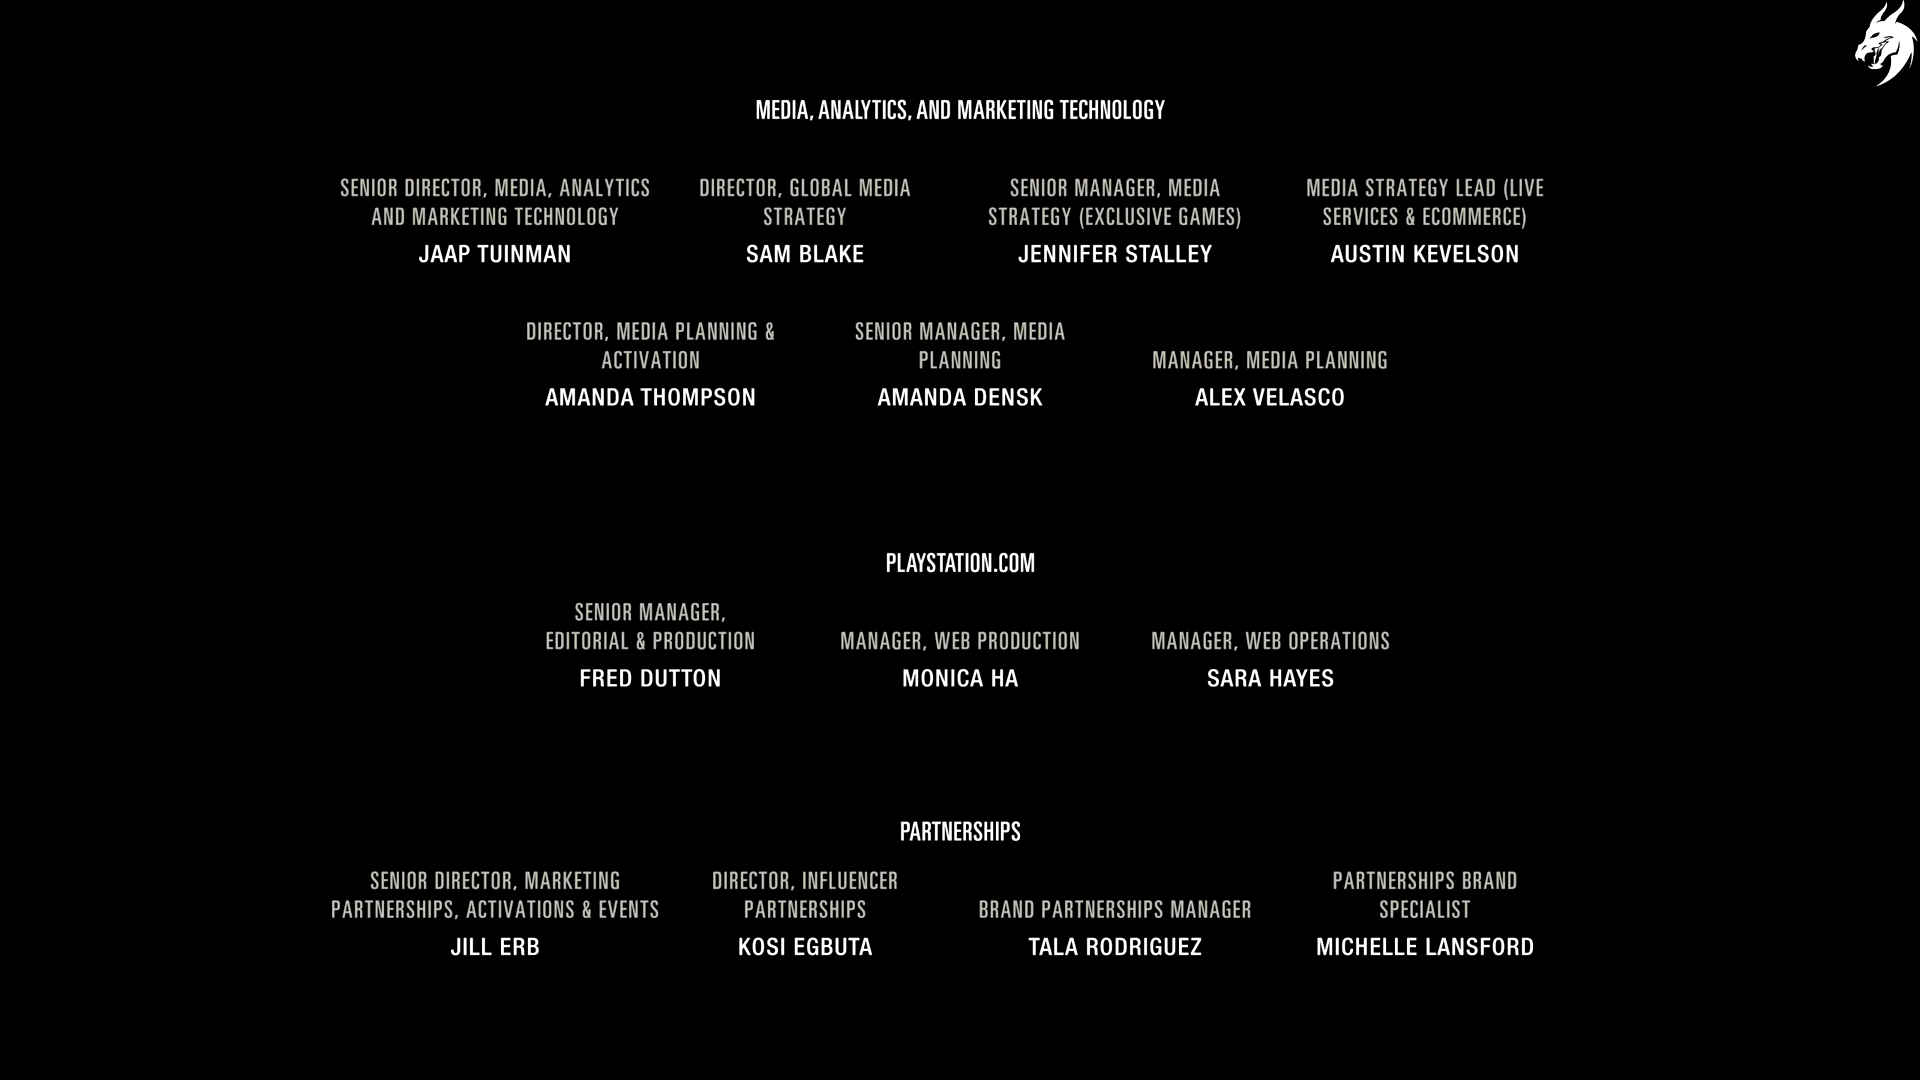 MEDIA, ANALYTICS, AND MARKETING TECHNOLOGY
SENIOR DIRECTOR, MEDIA, ANALYTICS
AND MARKETING TECHNOLOGY
JAAP TUINMAN
DIRECTOR, GLOBAL MEDIA
STRATEGY
SAM BLAKE
SENIOR MANAGER, MEDIA
STRATEGY (EXCLUSIVE GAMES)
JENNIFER STALLEY
MEDIA STRATEGY LEAD (LIVE
SERVICES & ECOMMERCE)
AUSTIN KEVELSON
DIRECTOR, MEDIA PLANNING &
ACTIVATION
AMANDA THOMPSON
SENIOR MANAGER, MEDIA
PLANNING
AMANDA DENSK
MANAGER, MEDIA PLANNING
ALEX VELASCO
PLAYSTATION.COM
SENIOR MANAGER,
EDITORIAL & PRODUCTION
FRED DUTTON
MANAGER, WEB PRODUCTION
MONICA HA
MANAGER, WEB OPERATIONS
SARA HAYES
PARTNERSHIPS
SENIOR DIRECTOR, MARKETING
PARTNERSHIPS, ACTIVATIONS & EVENTS
JILL ERB
DIRECTOR, INFLUENCER
PARTNERSHIPS
KOSI EGBUTA
BRAND PARTNERSHIPS MANAGER
TALA RODRIGUEZ
PARTNERSHIPS BRAND
SPECIALIST
MICHELLE LANSFORD